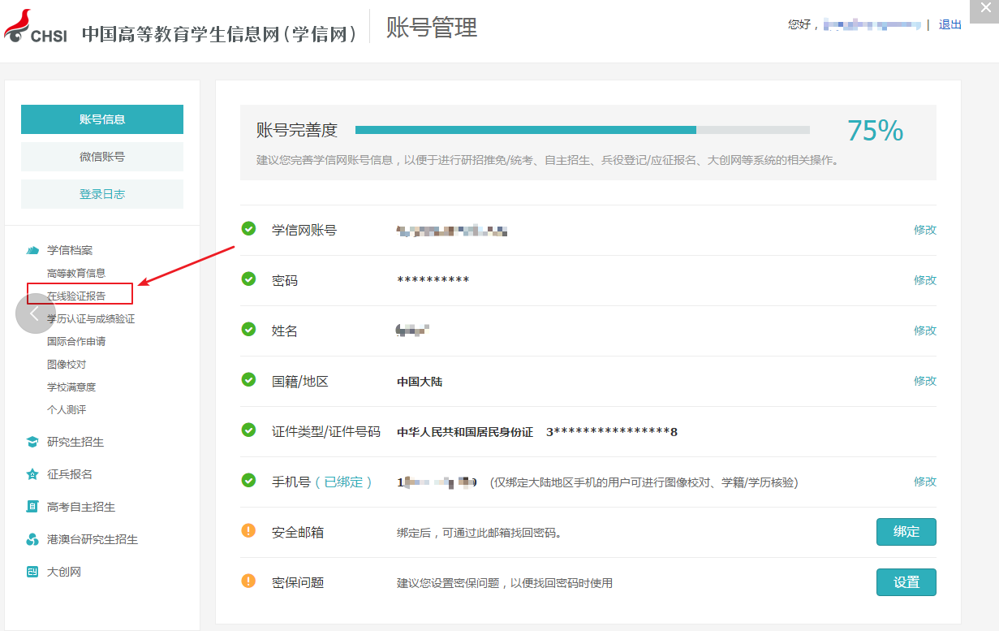 CHSI 中国高等教育学生信息网(学信网) 账号管理
您好， | 退出
账号信息
微信账号
登录日志
学信档案
高等教育信息
在线验证报告
学历认证与成绩验证
国际合作申请
图像校对
学校满意度
个人测评
研究生招生
征兵报名
高考自主招生
港澳台研究生招生
大创网
账号完善度 75%
建议您完善学信网账号信息，以便于进行研招推免/统考、自主招生、兵役登记/应征报名、大创网等系统的相关操作。
学信网账号 修改
密码 ********** 修改
姓名 修改
国籍/地区 中国大陆 修改
证件类型/证件号码 中华人民共和国居民身份证 3****************8
手机号（已绑定） (仅绑定大陆地区手机的用户可进行图像校对、学籍/学历核验) 修改
安全邮箱 绑定后，可通过此邮箱找回密码。 绑定
密保问题 建议您设置密保问题，以便找回密码时使用 设置